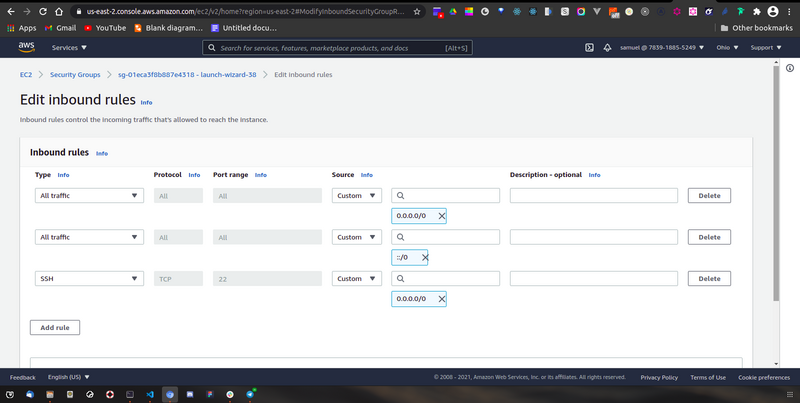 us-east-2.console.aws.amazon.com/ec2/v2/home?region=us-east-2#ModifyInboundSecurityGroupR...
Apps Gmail YouTube Blank diagram... Untitled docu... Other bookmarks
aws Services Search for services, features, marketplace products, and docs [Alt+S] samuel @ 7839-1885-5249 Ohio Support
EC2 Security Groups sg-01eca3f8b887e4318 - launch-wizard-38 Edit inbound rules
Edit inbound rules Info
Inbound rules control the incoming traffic that's allowed to reach the instance.
Inbound rules Info
Type Info Protocol Info Port range Info Source Info Description - optional Info
All traffic All All Custom Delete
0.0.0.0/0
All traffic All All Custom Delete
::/0
SSH TCP 22 Custom Delete
0.0.0.0/0
Add rule
Feedback English (US) © 2008 - 2021, Amazon Web Services, Inc. or its affiliates. All rights reserved. Privacy Policy Terms of Use Cookie preferences